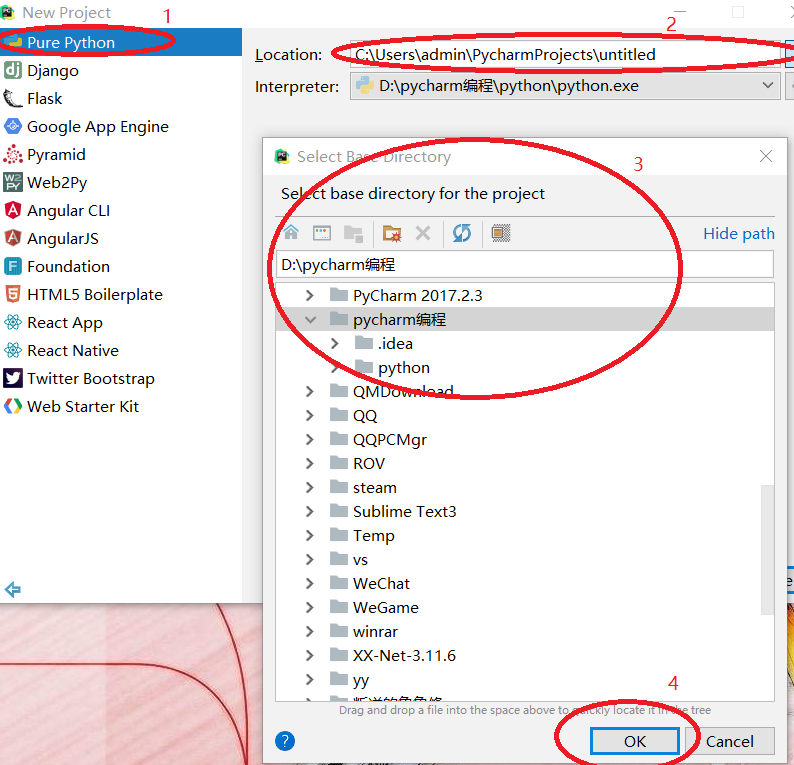 New Project
1
2
Pure Python
Django
Flask
Google App Engine
Pyramid
Web2Py
Angular CLI
AngularJS
Foundation
HTML5 Boilerplate
React App
React Native
Twitter Bootstrap
Web Starter Kit
Location: C:\Users\admin\PycharmProjects\untitled
Interpreter: D:\pycharm编程\python\python.exe
Select Base Directory
3
Select base directory for the project
Hide path
D:\pycharm编程
PyCharm 2017.2.3
pycharm编程
.idea
python
QMDownload
QQ
QQPCMgr
ROV
steam
Sublime Text3
Temp
vs
WeChat
WeGame
winrar
XX-Net-3.11.6
yy
4
Drag and drop a file into the space above to quickly locate it in the tree
?
OK
Cancel